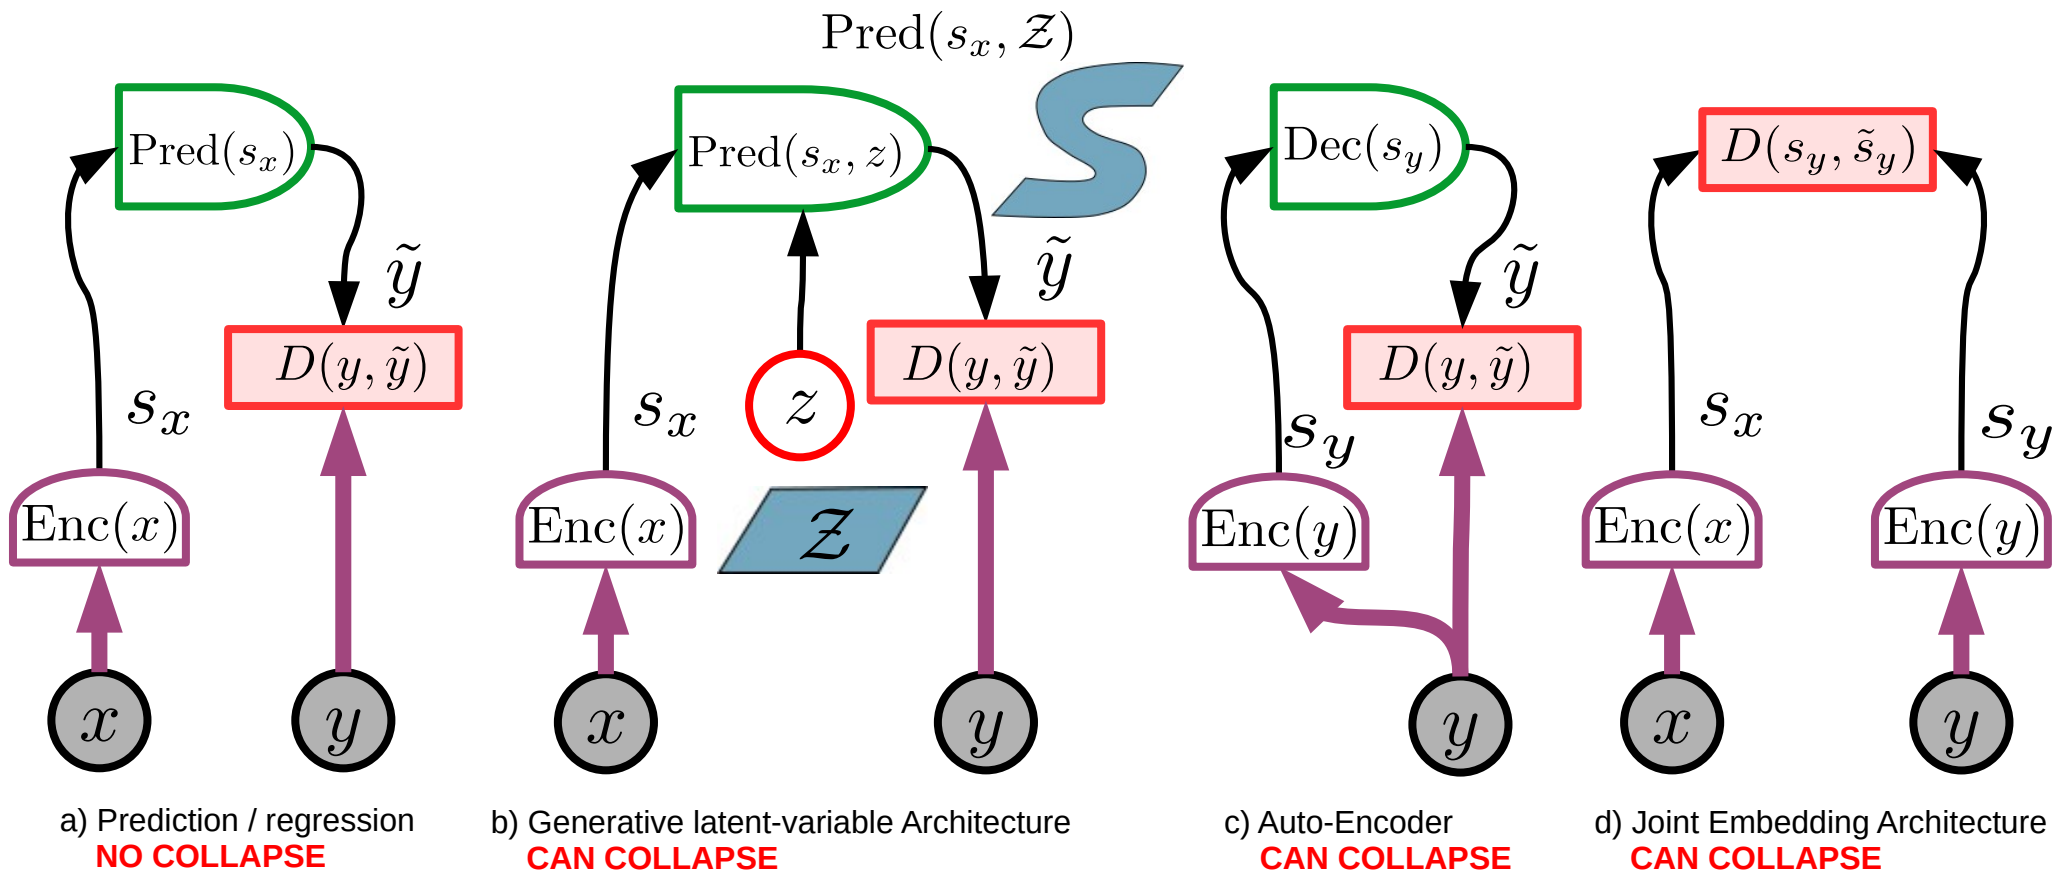 Pred(s_x, 𝒵)
Pred(s_x)
ỹ
D(y, ỹ)
s_x
Enc(x)
x
y
a) Prediction / regression
NO COLLAPSE
Pred(s_x, z)
ỹ
D(y, ỹ)
s_x
z
Enc(x)
𝒵
x
y
b) Generative latent-variable Architecture
CAN COLLAPSE
Dec(s_y)
ỹ
D(y, ỹ)
s_y
Enc(y)
y
c) Auto-Encoder
CAN COLLAPSE
D(s_y, s̃_y)
s_x
s_y
Enc(x)
Enc(y)
x
y
d) Joint Embedding Architecture
CAN COLLAPSE